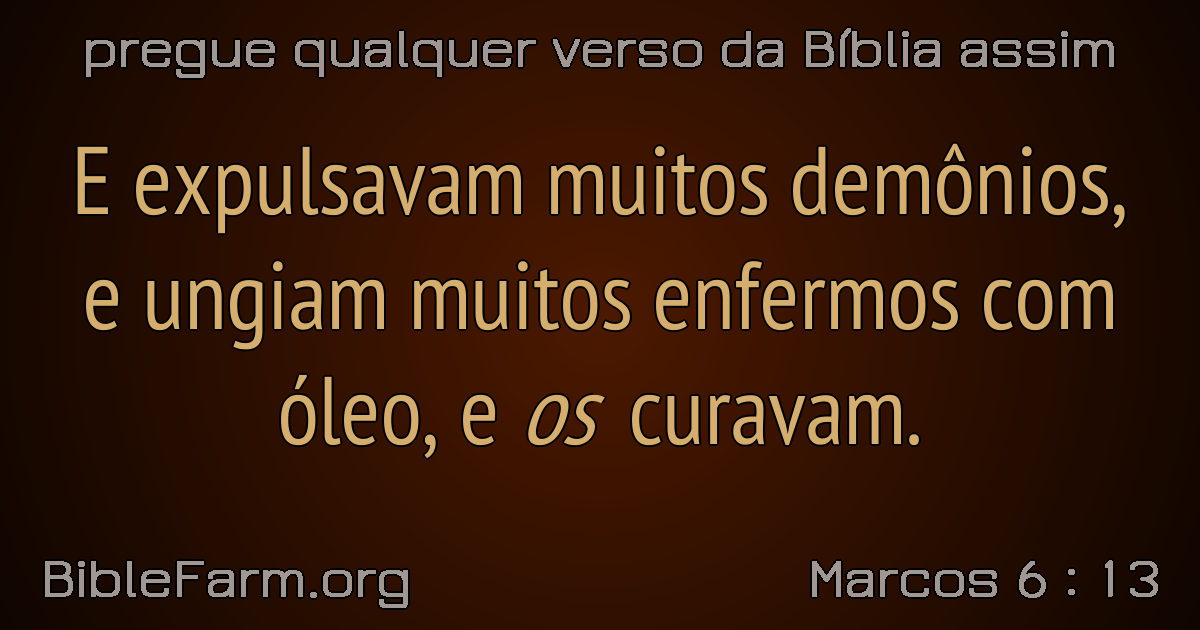 pregue qualquer verso da Bíblia assim
E expulsavam muitos demônios,
e ungiam muitos enfermos com
óleo, e os curavam.
BibleFarm.org
Marcos 6 : 13